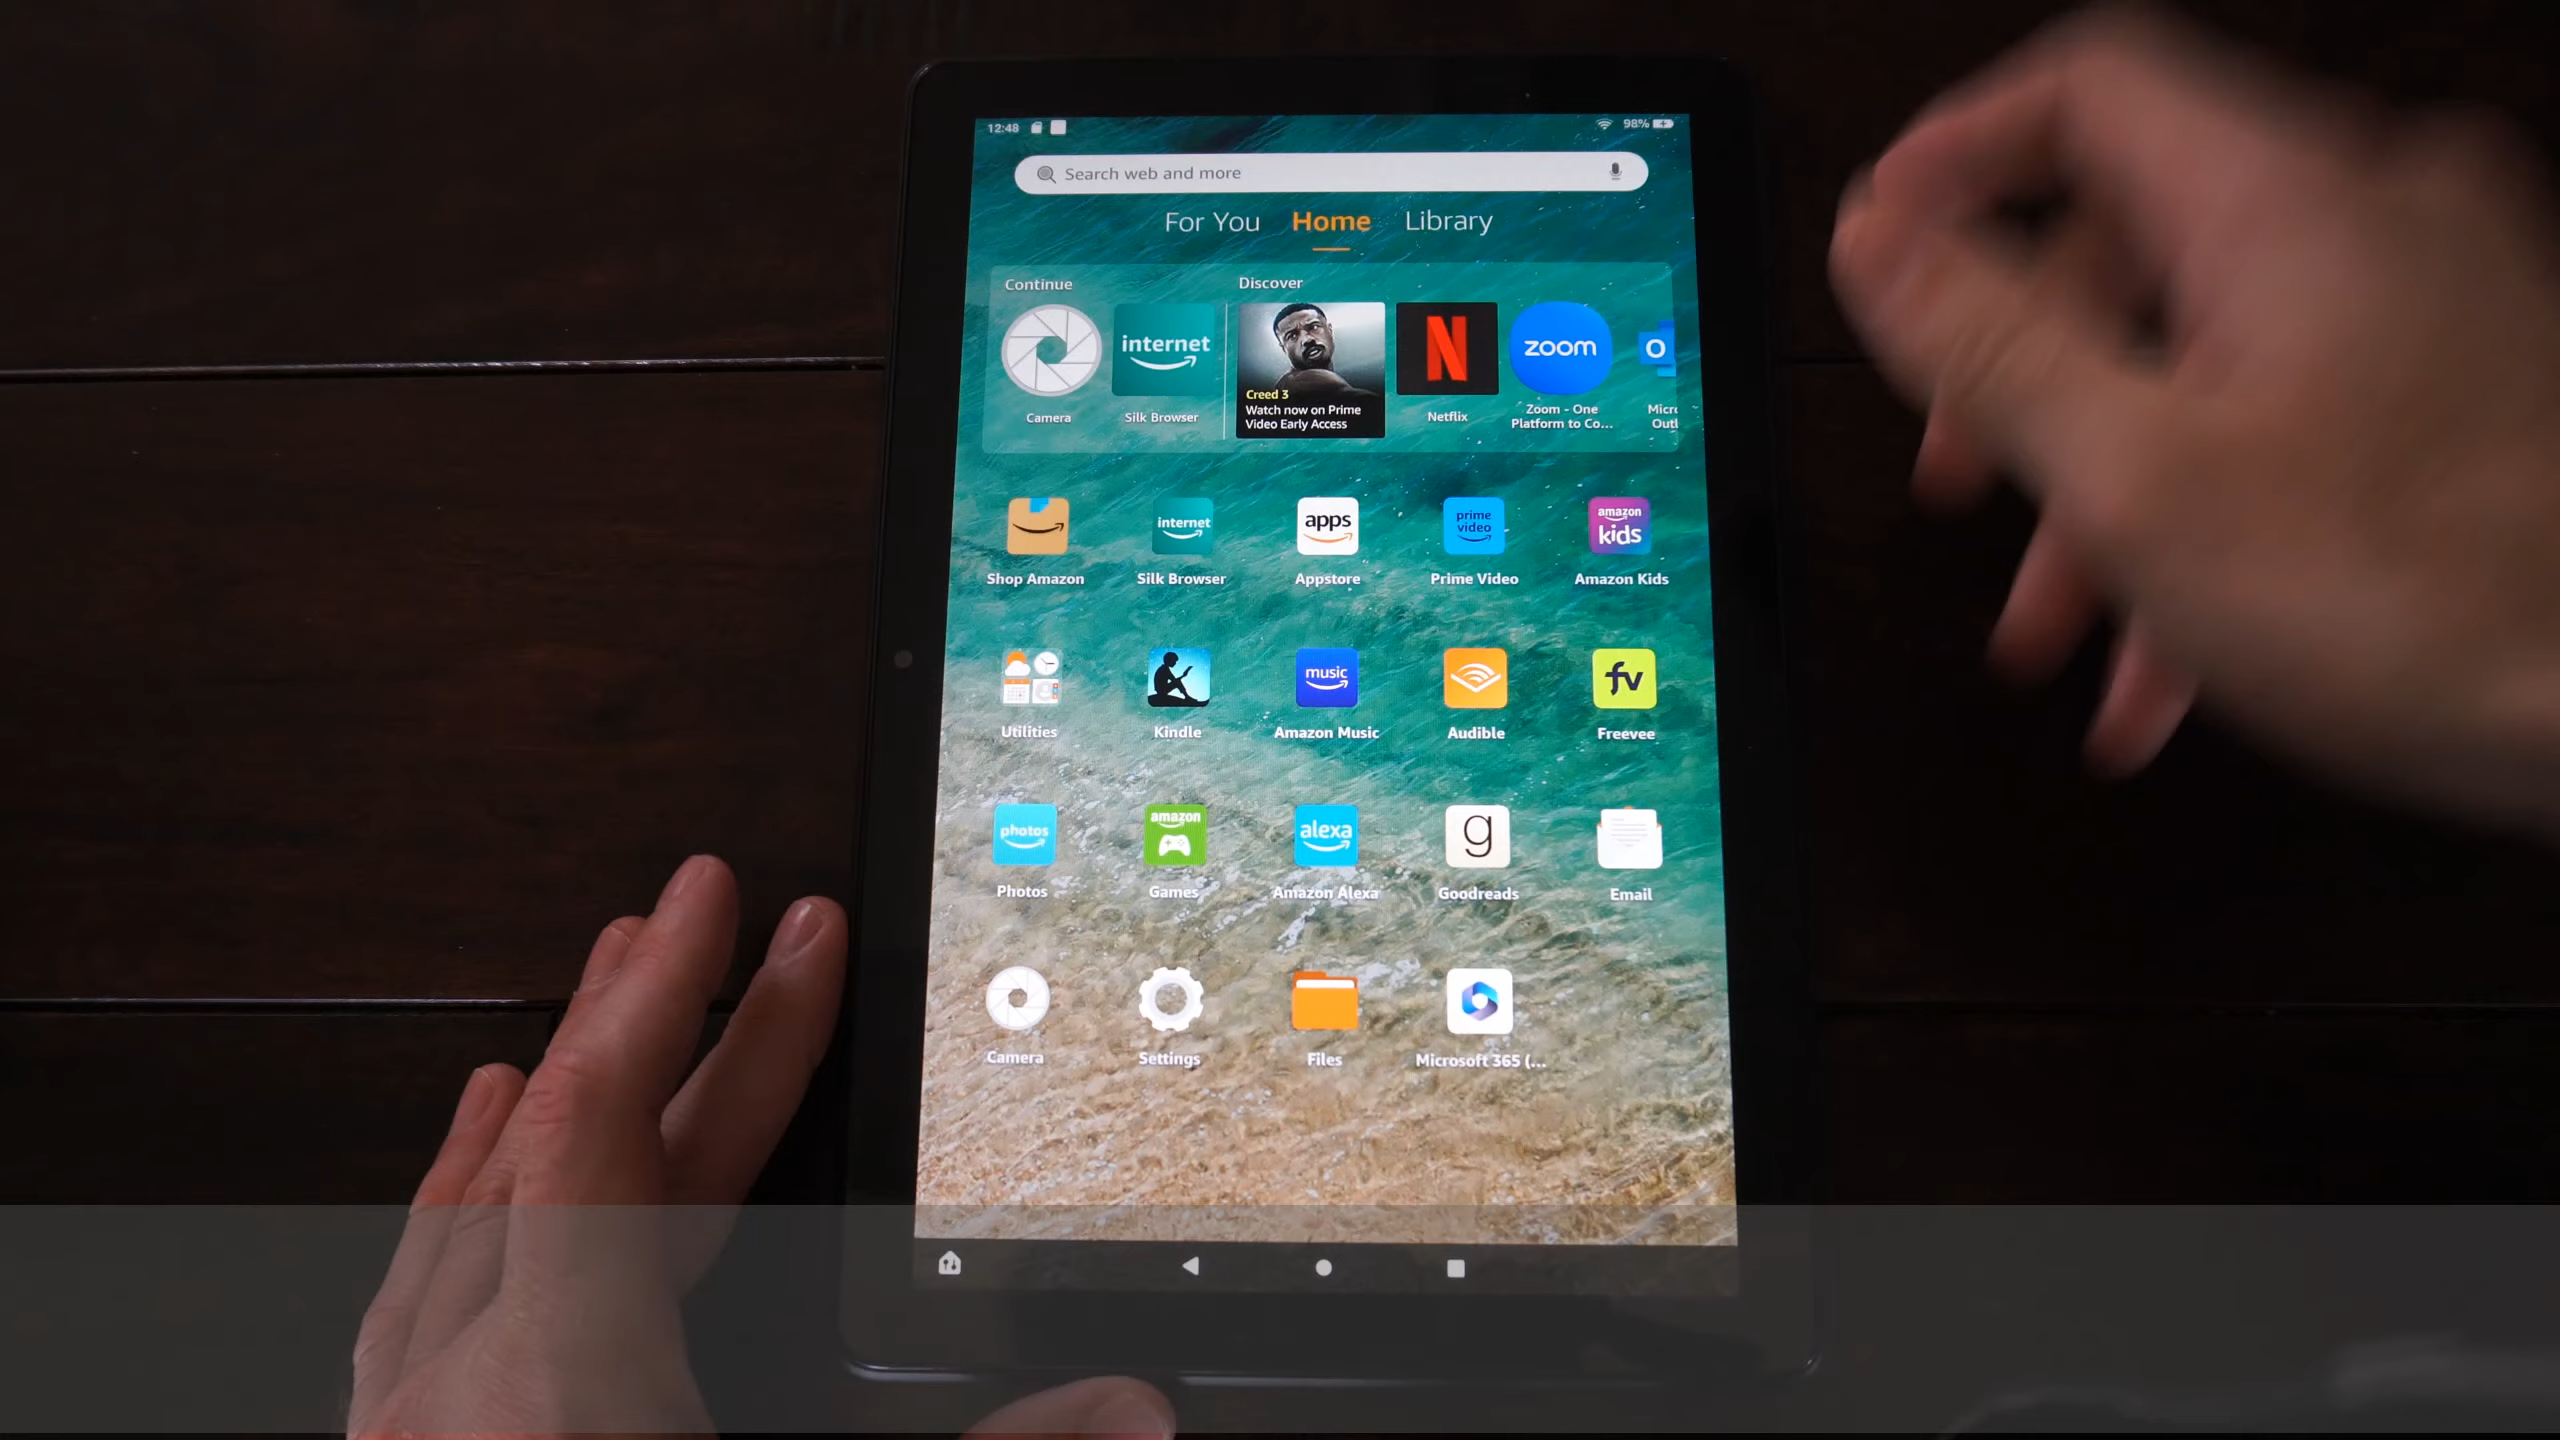 12:48
98%
Search web and more
For You Home Library
Continue
Discover
internet
zoom
O
Creed 3
Watch now on Prime
Video Early Access
Camera
Silk Browser
Netflix
Zoom - One
Platform to Co...
Micro
Outl
internet
apps
prime
video
amazon
kids
Shop Amazon
Silk Browser
Appstore
Prime Video
Amazon Kids
music
fv
Utilities
Kindle
Amazon Music
Audible
Freevee
photos
amazon
alexa
g
Photos
Games
Amazon Alexa
Goodreads
Email
Camera
Settings
Files
Microsoft 365 (...